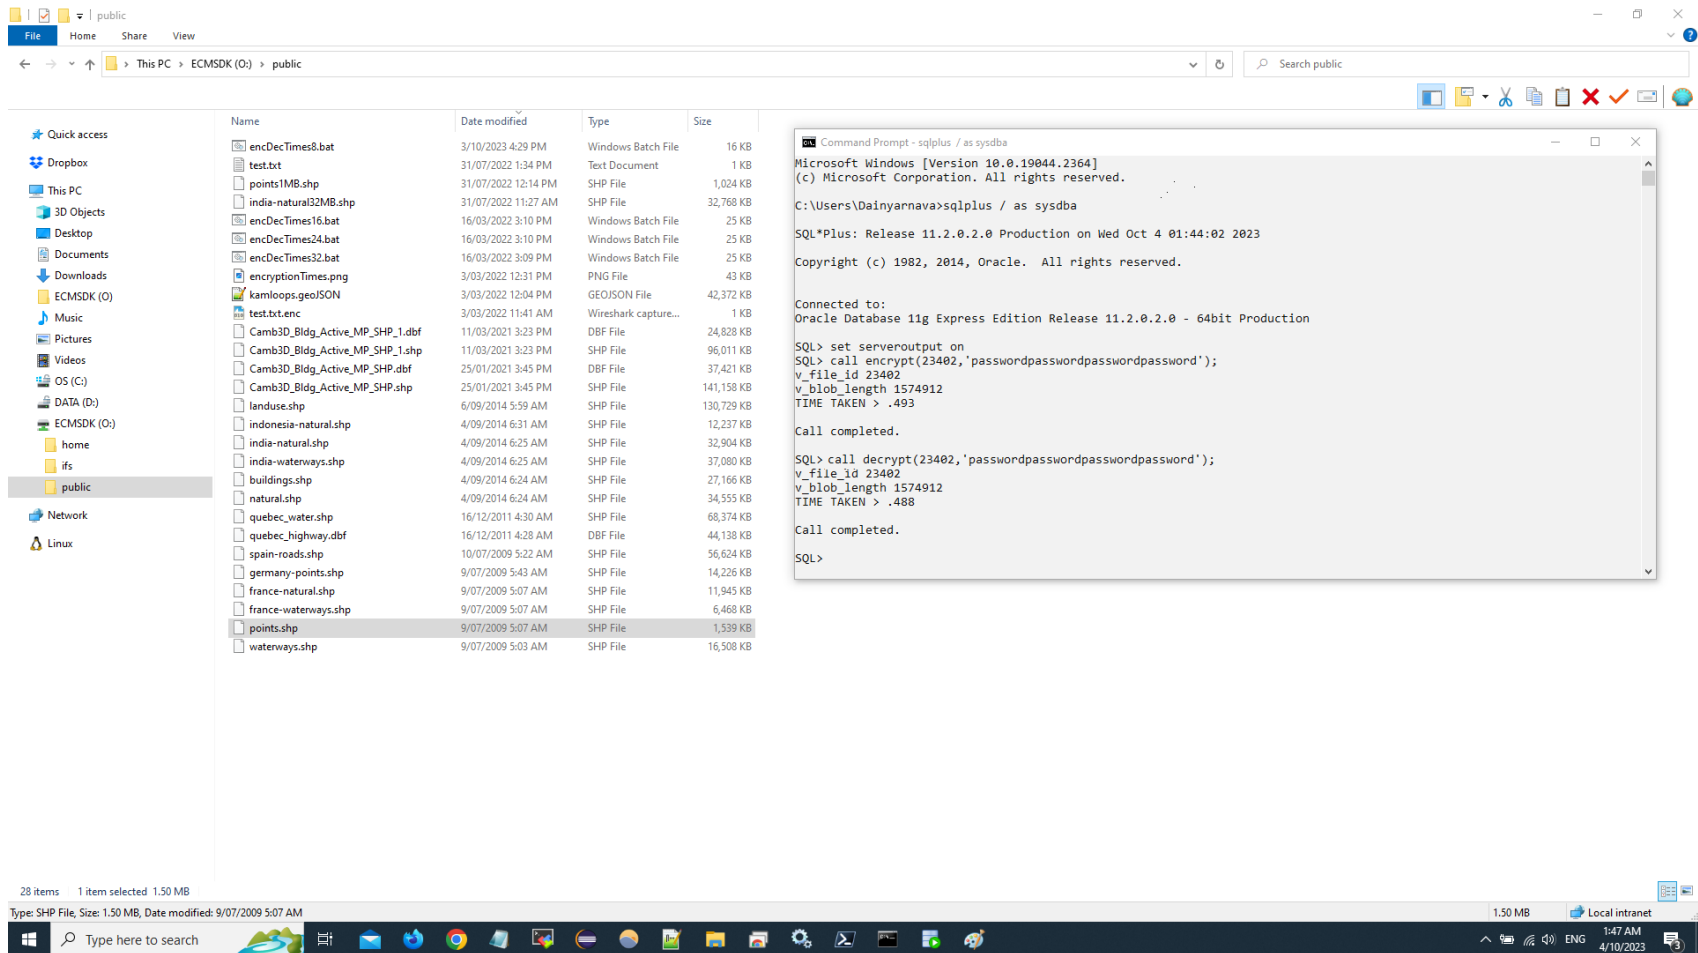 public
File Home Share View
This PC > ECMSDK (O:) > public
Search public
Name Date modified Type Size
encDecTimes8.bat 3/10/2023 4:29 PM Windows Batch File 16 KB
test.txt 31/07/2022 1:34 PM Text Document 1 KB
points1MB.shp 31/07/2022 12:14 PM SHP File 1,024 KB
india-natural32MB.shp 31/07/2022 11:27 AM SHP File 32,768 KB
encDecTimes16.bat 16/03/2022 3:10 PM Windows Batch File 25 KB
encDecTimes24.bat 16/03/2022 3:10 PM Windows Batch File 25 KB
encDecTimes32.bat 16/03/2022 3:09 PM Windows Batch File 25 KB
encryptionTimes.png 3/03/2022 12:31 PM PNG File 43 KB
kamloops.geoJSON 3/03/2022 12:04 PM GEOJSON File 42,372 KB
test.txt.enc 3/03/2022 11:41 AM Wireshark capture... 1 KB
Camb3D_Bldg_Active_MP_SHP_1.dbf 11/03/2021 3:23 PM DBF File 24,828 KB
Camb3D_Bldg_Active_MP_SHP_1.shp 11/03/2021 3:23 PM SHP File 96,011 KB
Camb3D_Bldg_Active_MP_SHP.dbf 25/01/2021 3:45 PM DBF File 37,421 KB
Camb3D_Bldg_Active_MP_SHP.shp 25/01/2021 3:45 PM SHP File 141,158 KB
landuse.shp 6/09/2014 5:59 AM SHP File 130,729 KB
indonesia-natural.shp 4/09/2014 6:31 AM SHP File 12,237 KB
india-natural.shp 4/09/2014 6:25 AM SHP File 32,904 KB
india-waterways.shp 4/09/2014 6:25 AM SHP File 37,080 KB
buildings.shp 4/09/2014 6:24 AM SHP File 27,166 KB
natural.shp 4/09/2014 6:24 AM SHP File 34,555 KB
quebec_water.shp 16/12/2011 4:30 AM SHP File 68,374 KB
quebec_highway.dbf 16/12/2011 4:28 AM DBF File 44,138 KB
spain-roads.shp 10/07/2009 5:22 AM SHP File 56,624 KB
germany-points.shp 9/07/2009 5:43 AM SHP File 14,226 KB
france-natural.shp 9/07/2009 5:07 AM SHP File 11,945 KB
france-waterways.shp 9/07/2009 5:07 AM SHP File 6,468 KB
points.shp 9/07/2009 5:07 AM SHP File 1,539 KB
waterways.shp 9/07/2009 5:03 AM SHP File 16,508 KB
Quick access
Dropbox
This PC
3D Objects
Desktop
Documents
Downloads
ECMSDK (O)
Music
Pictures
Videos
OS (C:)
DATA (D:)
ECMSDK (O:)
home
ifs
public
Network
Linux
Command Prompt - sqlplus / as sysdba
Microsoft Windows [Version 10.0.19044.2364]
(c) Microsoft Corporation. All rights reserved.
C:\Users\Dainyarnava>sqlplus / as sysdba
SQL*Plus: Release 11.2.0.2.0 Production on Wed Oct 4 01:44:02 2023
Copyright (c) 1982, 2014, Oracle. All rights reserved.
Connected to:
Oracle Database 11g Express Edition Release 11.2.0.2.0 - 64bit Production
SQL> set serveroutput on
SQL> call encrypt(23402,'passwordpasswordpasswordpassword');
v_file_id 23402
v_blob_length 1574912
TIME TAKEN > .493
Call completed.
SQL> call decrypt(23402,'passwordpasswordpasswordpassword');
v_file_id 23402
v_blob_length 1574912
TIME TAKEN > .488
Call completed.
SQL>
28 items 1 item selected 1.50 MB
Type: SHP File, Size: 1.50 MB, Date modified: 9/07/2009 5:07 AM 1.50 MB Local intranet
Type here to search
ENG
1:47 AM
4/10/2023
3